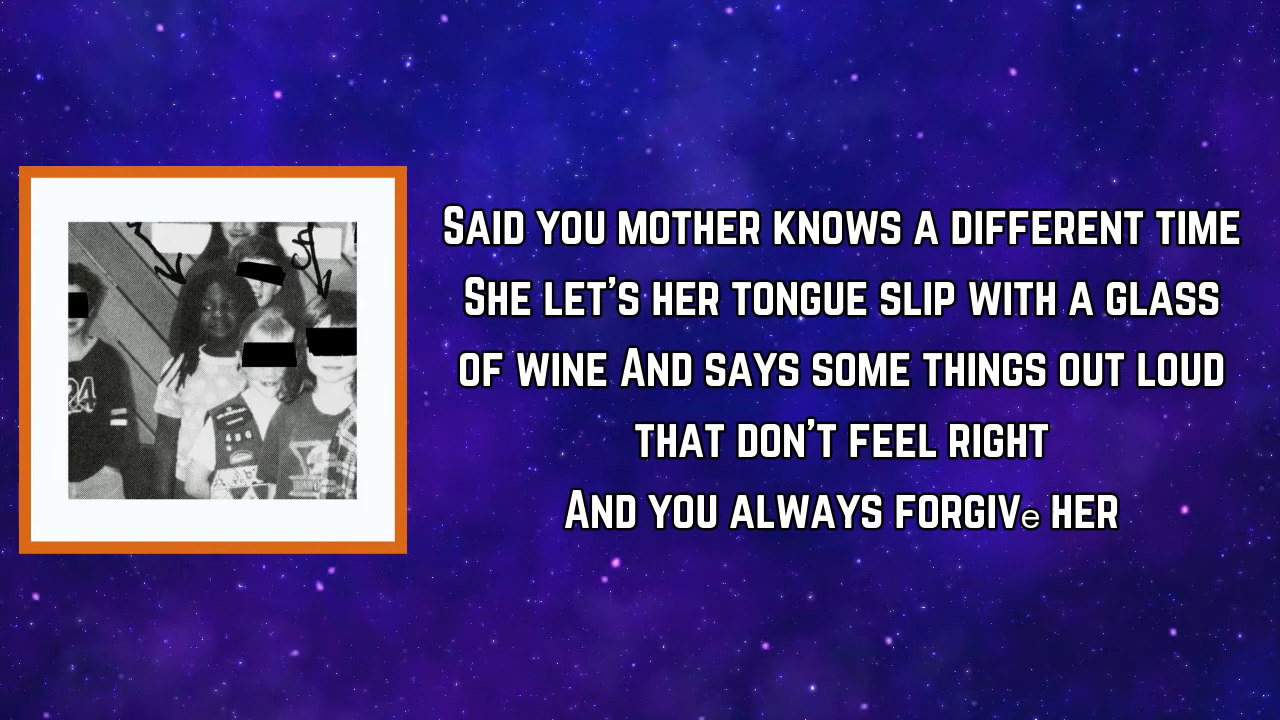 Said you mother knows a different time
She let's her tongue slip with a glass
of wine And says some things out loud
that don't feel right
And you always forgive her